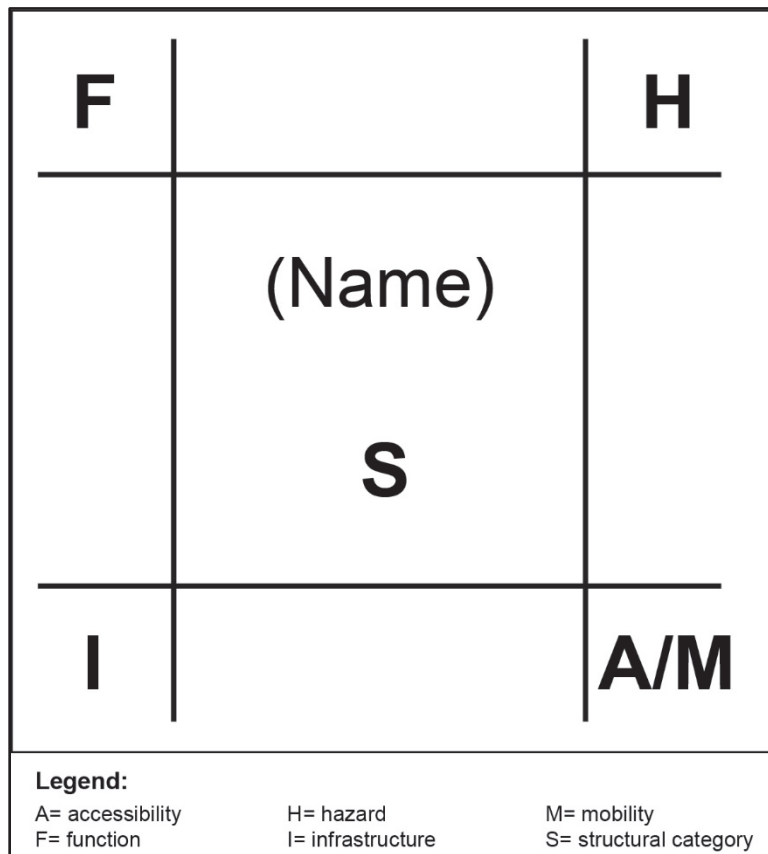 F H
(Name)
S
I A/M
Legend:
A= accessibility H= hazard M= mobility
F= function I= infrastructure S= structural category